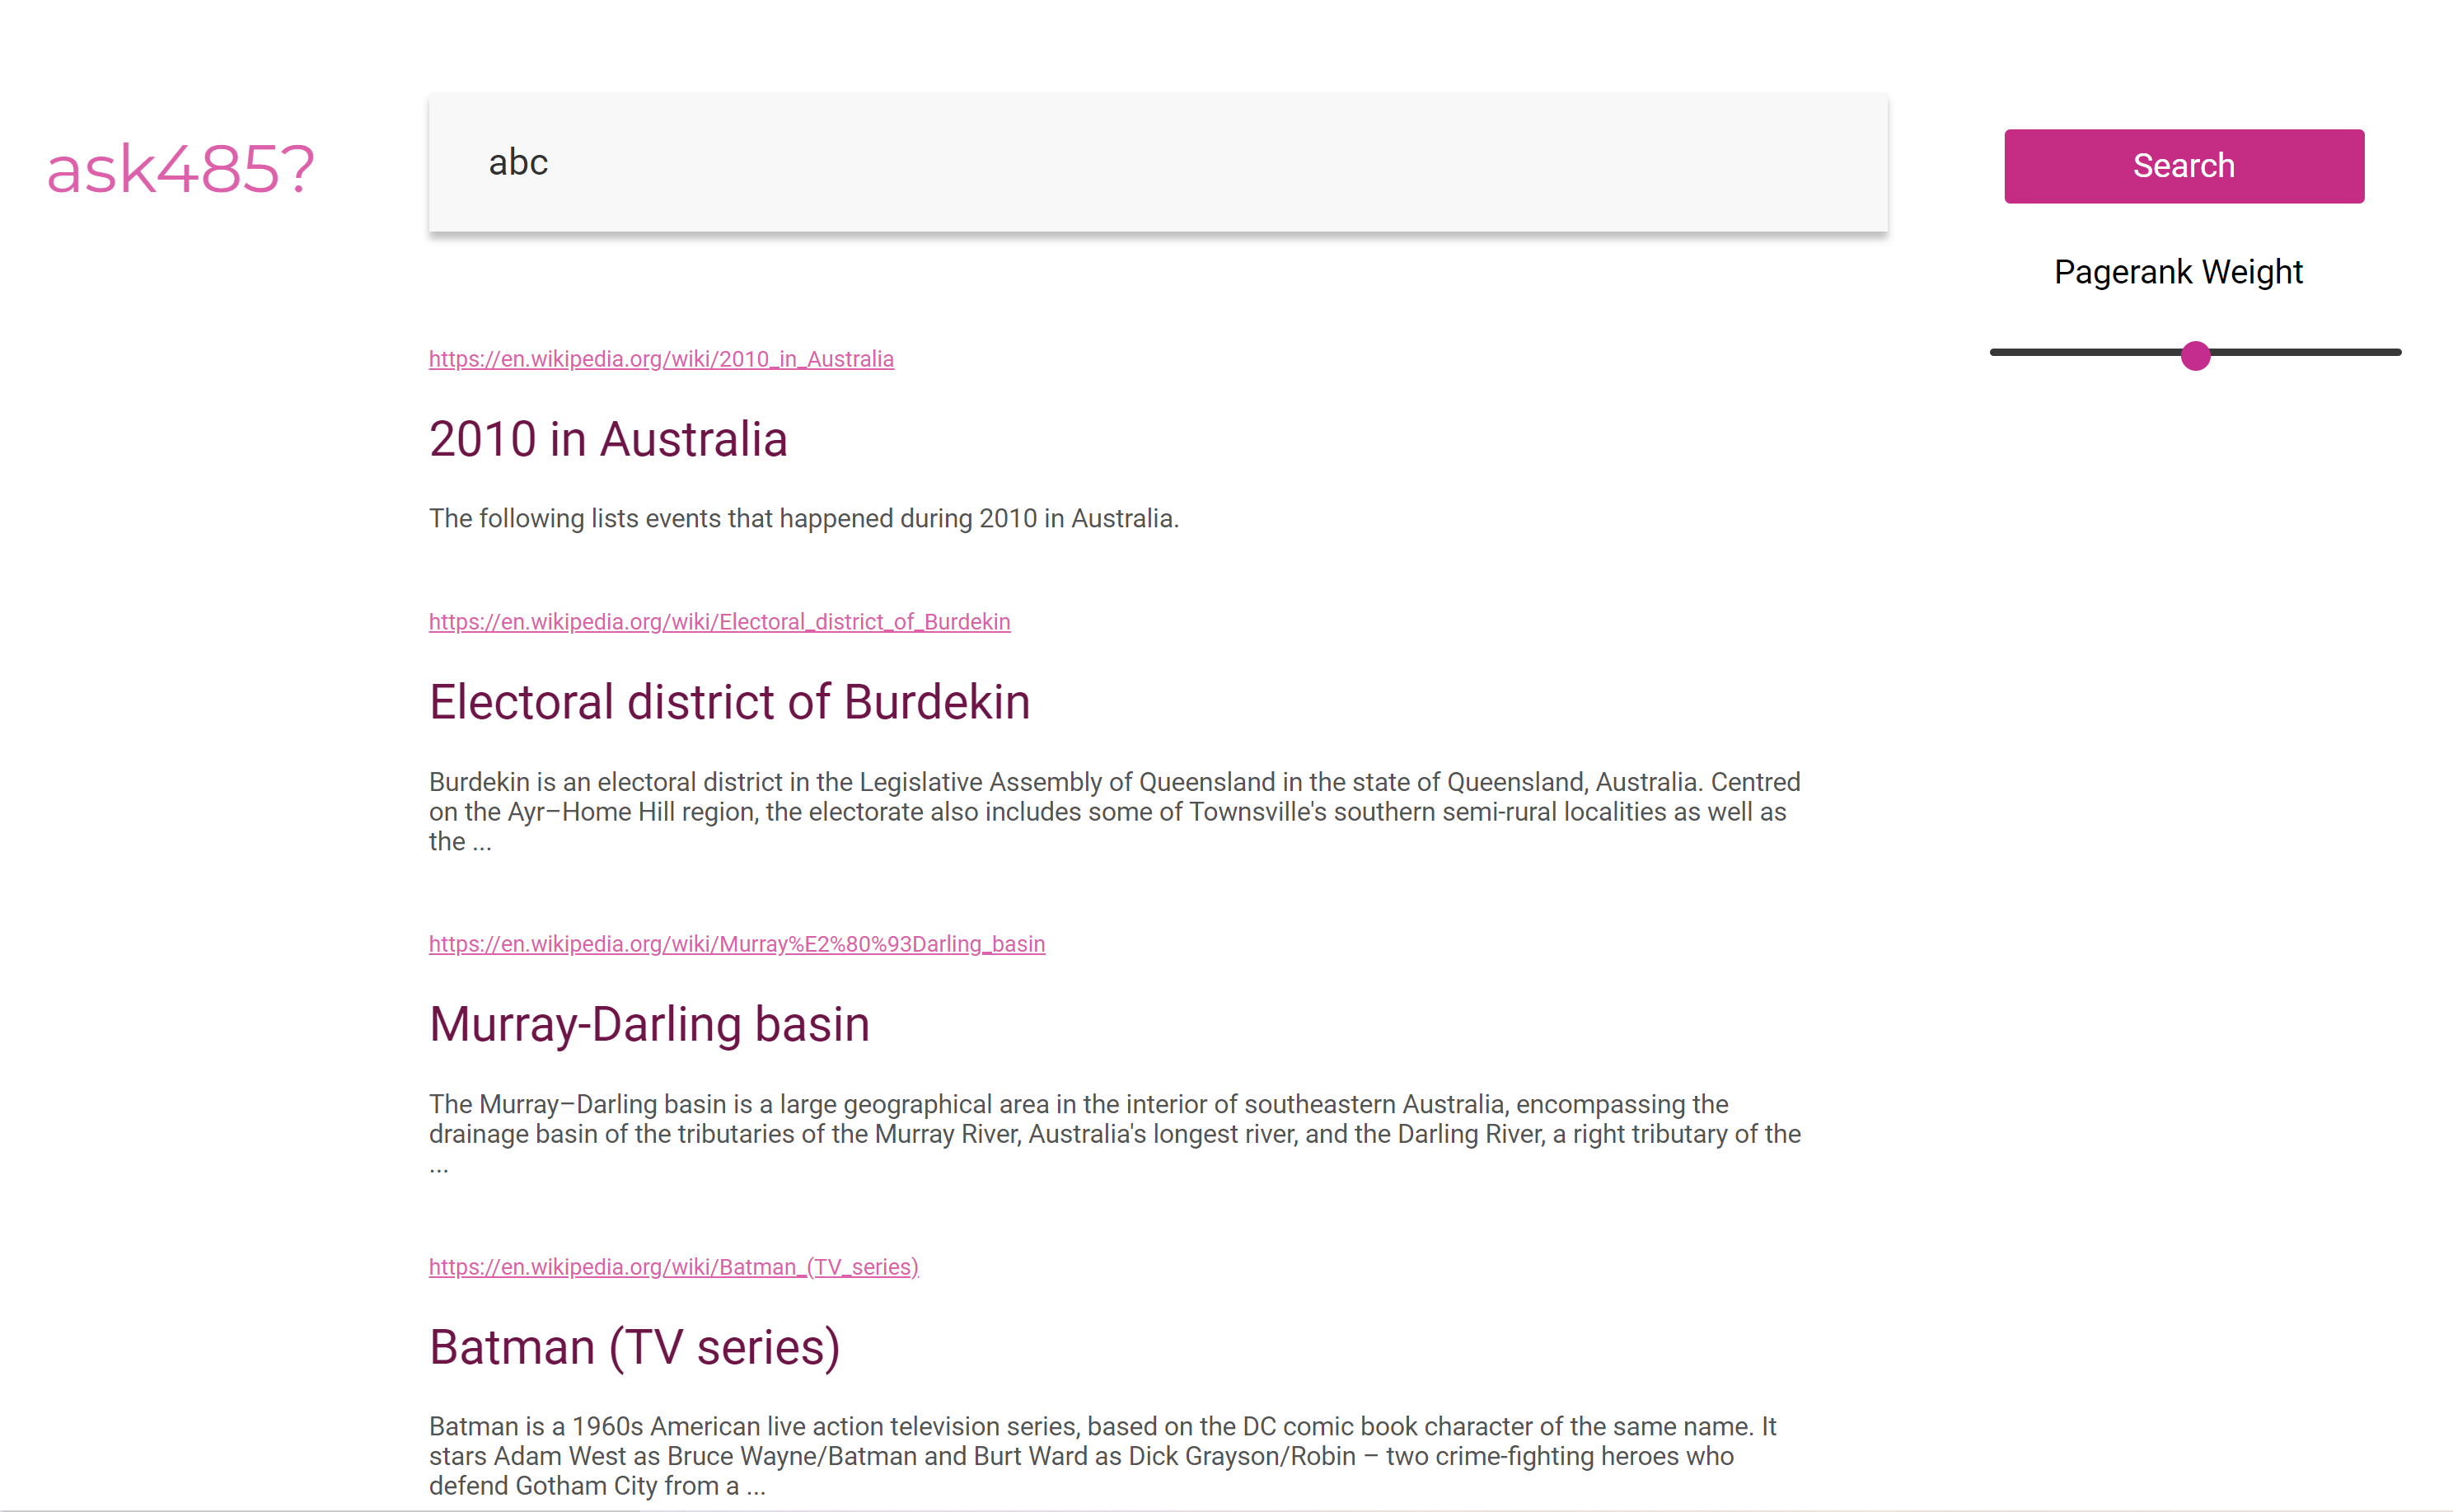 ask485?
abc
Search
Pagerank Weight
https://en.wikipedia.org/wiki/2010_in_Australia
2010 in Australia
The following lists events that happened during 2010 in Australia.
https://en.wikipedia.org/wiki/Electoral_district_of_Burdekin
Electoral district of Burdekin
Burdekin is an electoral district in the Legislative Assembly of Queensland in the state of Queensland, Australia. Centred
on the Ayr–Home Hill region, the electorate also includes some of Townsville's southern semi-rural localities as well as
the ...
https://en.wikipedia.org/wiki/Murray%E2%80%93Darling_basin
Murray-Darling basin
The Murray–Darling basin is a large geographical area in the interior of southeastern Australia, encompassing the
drainage basin of the tributaries of the Murray River, Australia's longest river, and the Darling River, a right tributary of the
...
https://en.wikipedia.org/wiki/Batman_(TV_series)
Batman (TV series)
Batman is a 1960s American live action television series, based on the DC comic book character of the same name. It
stars Adam West as Bruce Wayne/Batman and Burt Ward as Dick Grayson/Robin – two crime-fighting heroes who
defend Gotham City from a ...